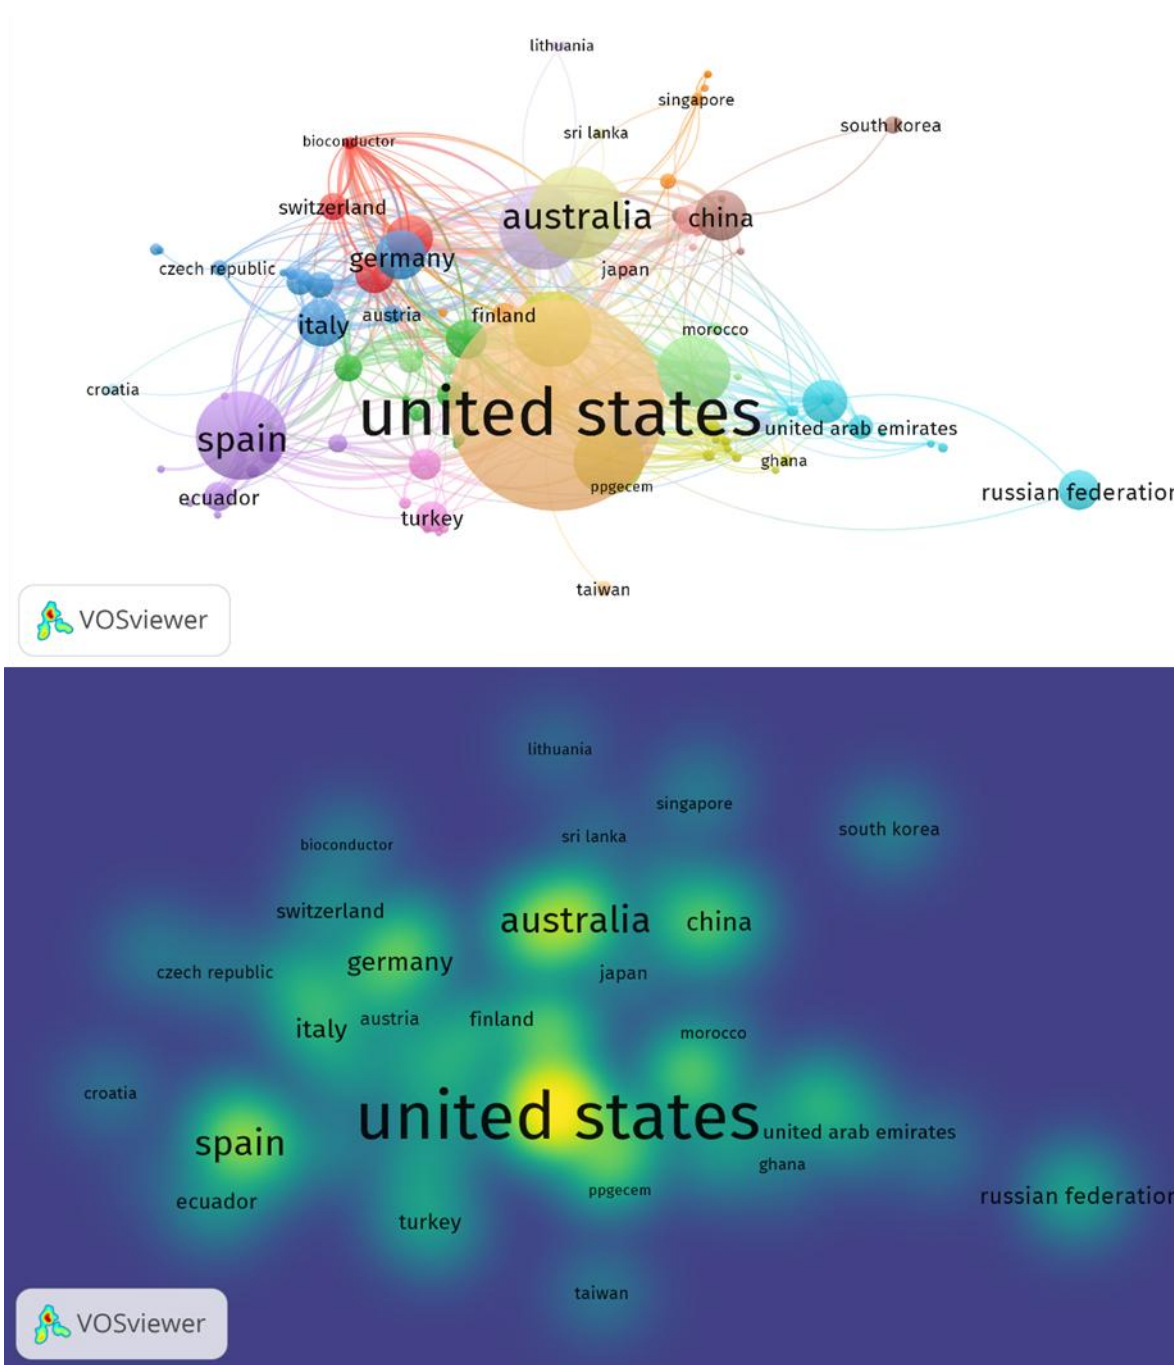 lithuania
singapore
south korea
sri lanka
bioconductor
switzerland
australia
china
germany
czech republic
japan
austria
finland
italy
morocco
croatia
united states
spain
united arab emirates
ghana
ppgecem
russian federation
ecuador
turkey
taiwan
VOSviewer
lithuania
singapore
south korea
sri lanka
bioconductor
switzerland
australia
china
germany
czech republic
japan
austria
finland
italy
morocco
croatia
united states
spain
united arab emirates
ghana
ppgecem
russian federation
ecuador
turkey
taiwan
VOSviewer